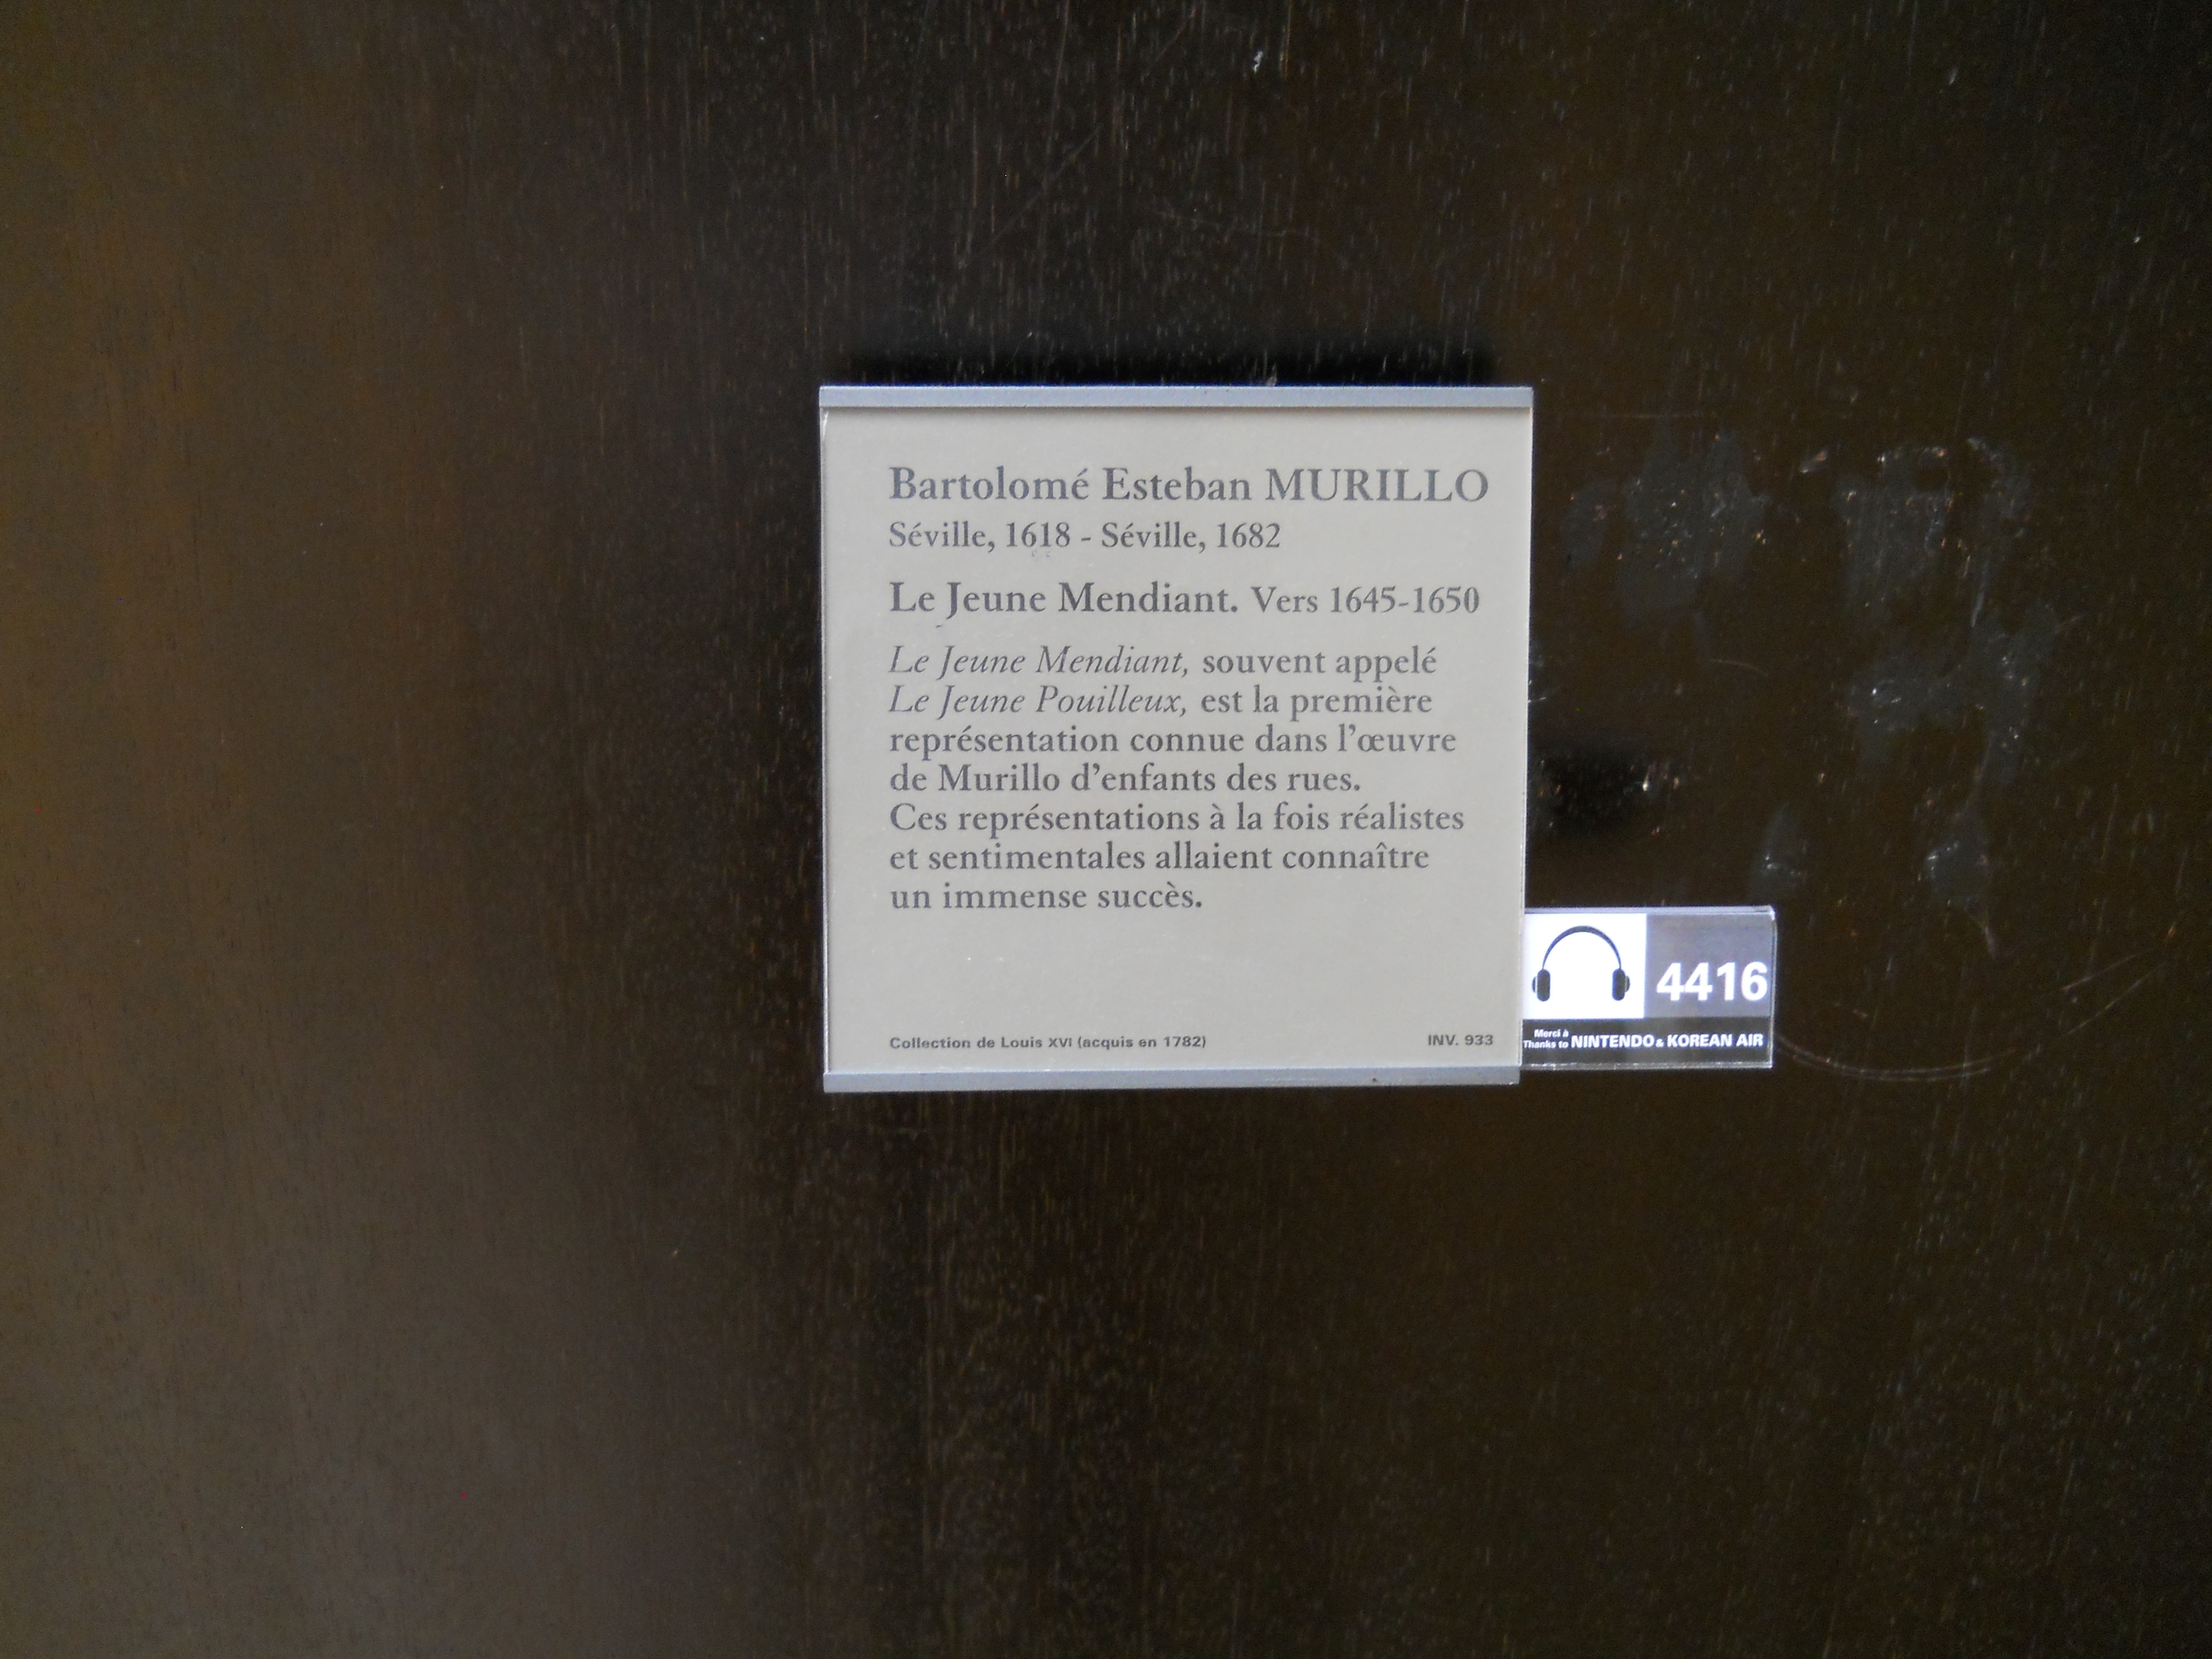 Bartolomé Esteban MURILLO
Séville, 1618 - Séville, 1682
Le Jeune Mendiant. Vers 1645-1650
Le Jeune Mendiant, souvent appelé
Le Jeune Pouilleux, est la première
représentation connue dans l'œuvre
de Murillo d'enfants des rues.
Ces représentations à la fois réalistes
et sentimentales allaient connaître
un immense succès.
Collection de Louis XVI (acquis en 1782) INV. 933
4416
Merci à
Thanks to NINTENDO & KOREAN AIR